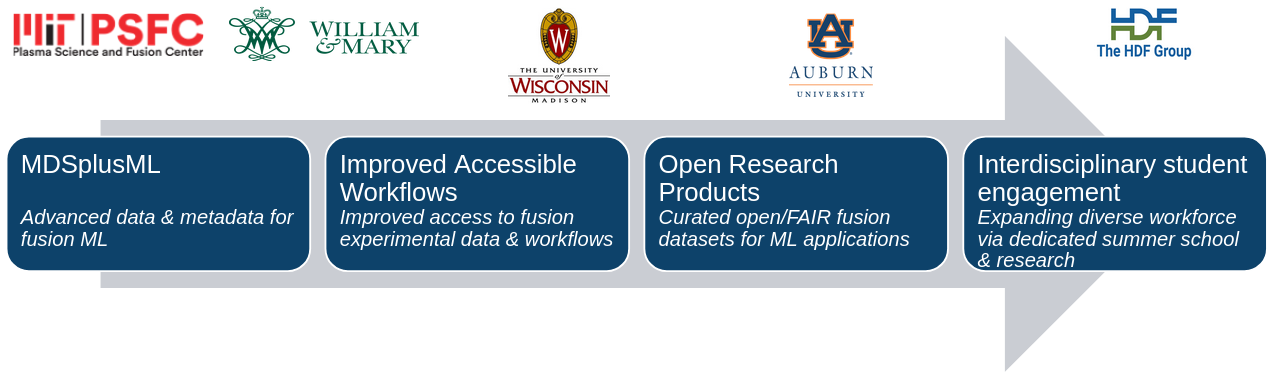 MIT PSFC
Plasma Science and Fusion Center
WILLIAM
& MARY
THE UNIVERSITY
of
WISCONSIN
MADISON
AUBURN
UNIVERSITY
HDF
The HDF Group
MDSplusML
Advanced data & metadata for
fusion ML
Improved Accessible
Workflows
Improved access to fusion
experimental data & workflows
Open Research
Products
Curated open/FAIR fusion
datasets for ML applications
Interdisciplinary student
engagement
Expanding diverse workforce
via dedicated summer school
& research